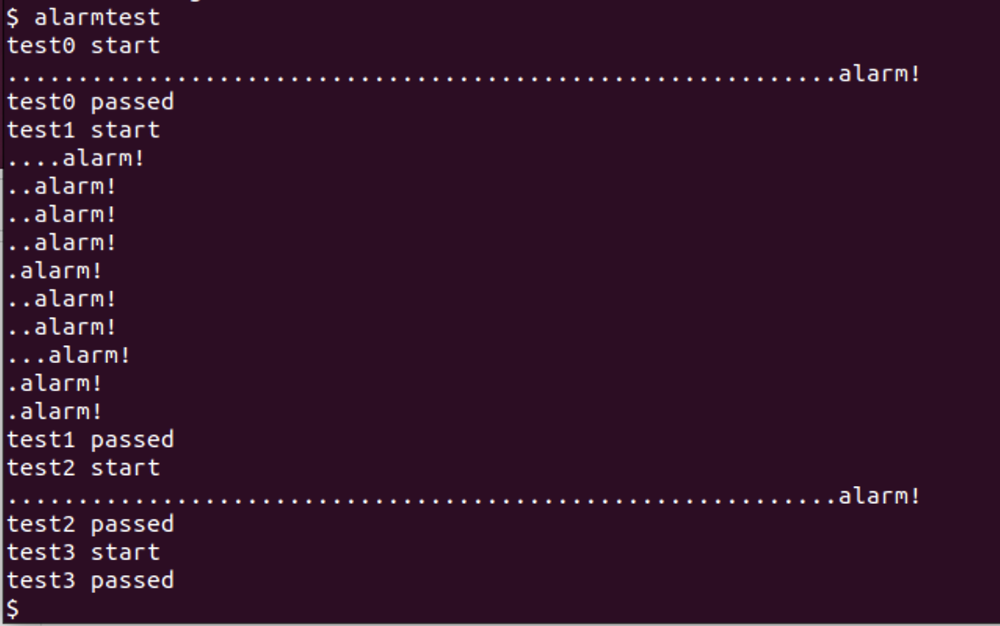 $ alarmtest
test0 start
...........................................................alarm!
test0 passed
test1 start
....alarm!
..alarm!
..alarm!
..alarm!
.alarm!
..alarm!
..alarm!
...alarm!
.alarm!
.alarm!
test1 passed
test2 start
...........................................................alarm!
test2 passed
test3 start
test3 passed
$